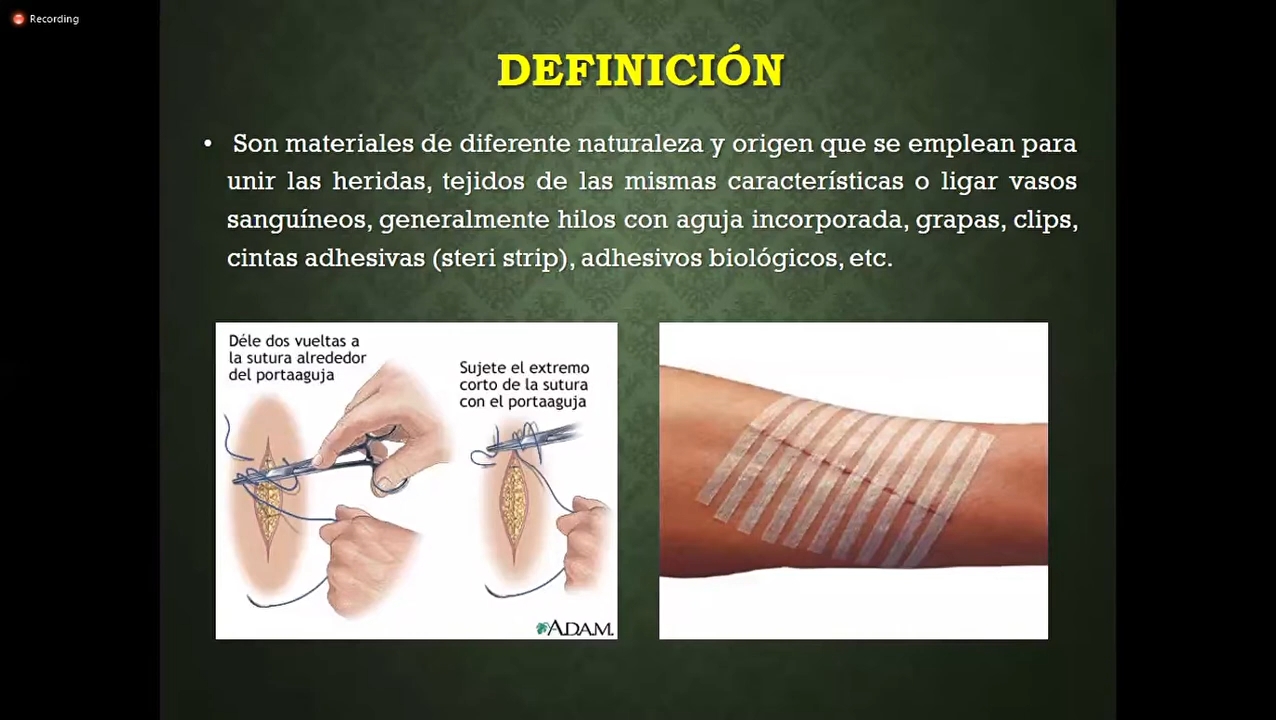 Recording
DEFINICIÓN
• Son materiales de diferente naturaleza y origen que se emplean para
unir las heridas, tejidos de las mismas características o ligar vasos
sanguíneos, generalmente hilos con aguja incorporada, grapas, clips,
cintas adhesivas (steri strip), adhesivos biológicos, etc.
Déle dos vueltas a
la sutura alrededor
del portaaguja
Sujete el extremo
corto de la sutura
con el portaaguja
A.D.A.M.